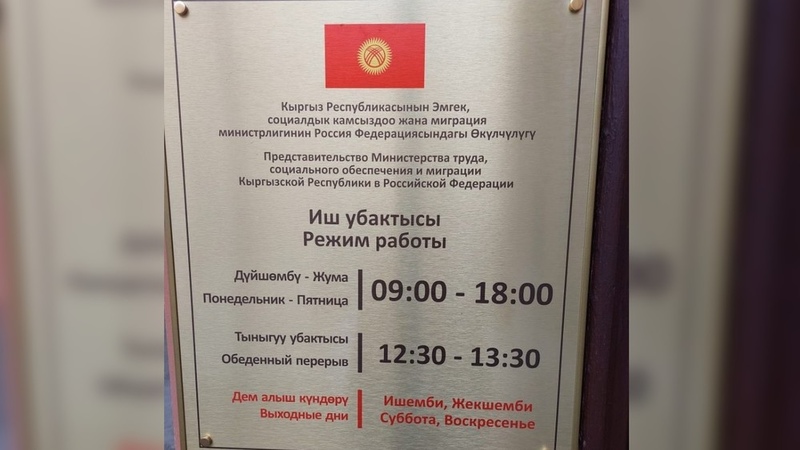 Кыргыз Республикасынын Эмгек,
социалдык камсыздоо жана миграция
министрлигинин Россия Федерациясындагы Өкүлчүлүгү
Представительство Министерства труда,
социального обеспечения и миграции
Кыргызской Республики в Российской Федерации
Иш убактысы
Режим работы
Дүйшөмбү - Жума
Понедельник - Пятница
09:00 - 18:00
Тыныгуу убактысы
Обеденный перерыв
12:30 - 13:30
Дем алыш күндөрү
Выходные дни
Ишемби, Жекшемби
Суббота, Воскресенье